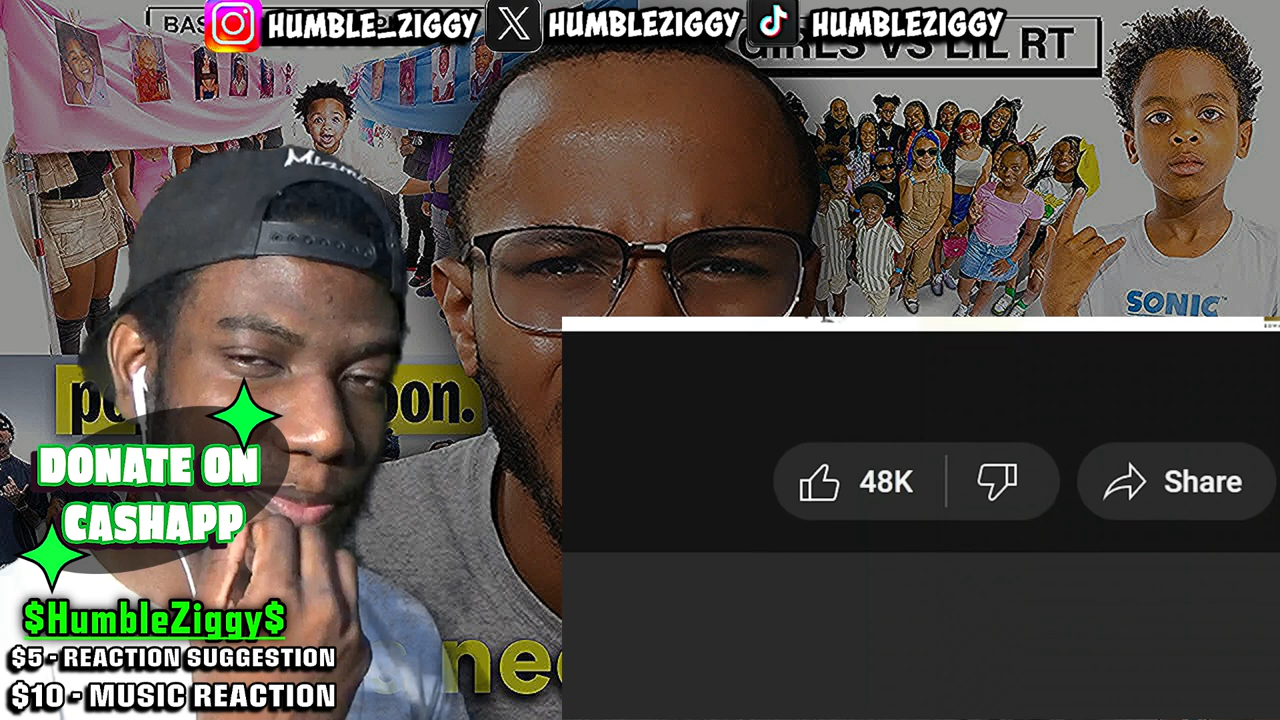 HUMBLE_ZIGGY HUMBLEZIGGY HUMBLEZIGGY
BAS
GIRLS VS LIL RT
SONIC
DONATE ON
CASHAPP
48K Share
$HumbleZiggy$
$5 - REACTION SUGGESTION
$10 - MUSIC REACTION